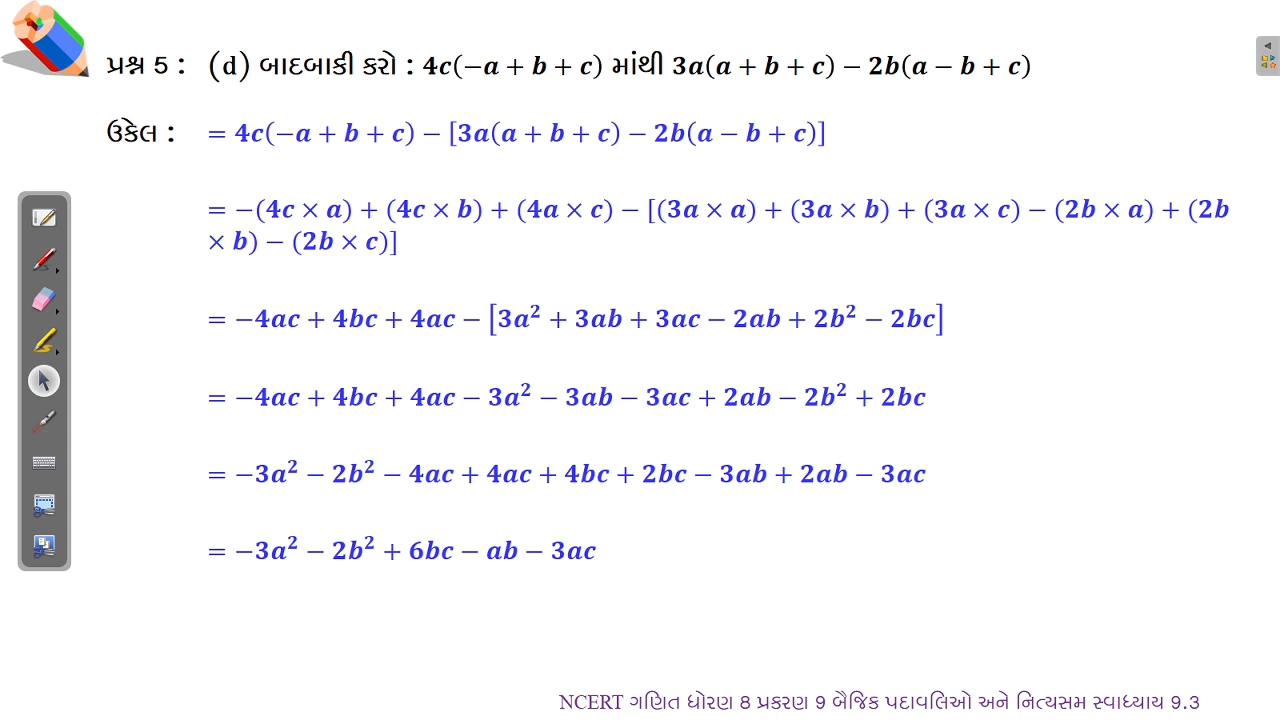 પ્રશ્ન 5 : (d) બાદબાકી કરો : 4c(−a + b + c) માંથી 3a(a + b + c) − 2b(a − b + c)
ઉકેલ : = 4c(−a + b + c) − [3a(a + b + c) − 2b(a − b + c)]
= −(4c × a) + (4c × b) + (4a × c) − [(3a × a) + (3a × b) + (3a × c) − (2b × a) + (2b
× b) − (2b × c)]
= −4ac + 4bc + 4ac − [3a² + 3ab + 3ac − 2ab + 2b² − 2bc]
= −4ac + 4bc + 4ac − 3a² − 3ab − 3ac + 2ab − 2b² + 2bc
= −3a² − 2b² − 4ac + 4ac + 4bc + 2bc − 3ab + 2ab − 3ac
= −3a² − 2b² + 6bc − ab − 3ac
NCERT ગણિત ધોરણ 8 પ્રકરણ 9 બૈજિક પદાવલિઓ અને નિત્યસમ સ્વાધ્યાય 9.3